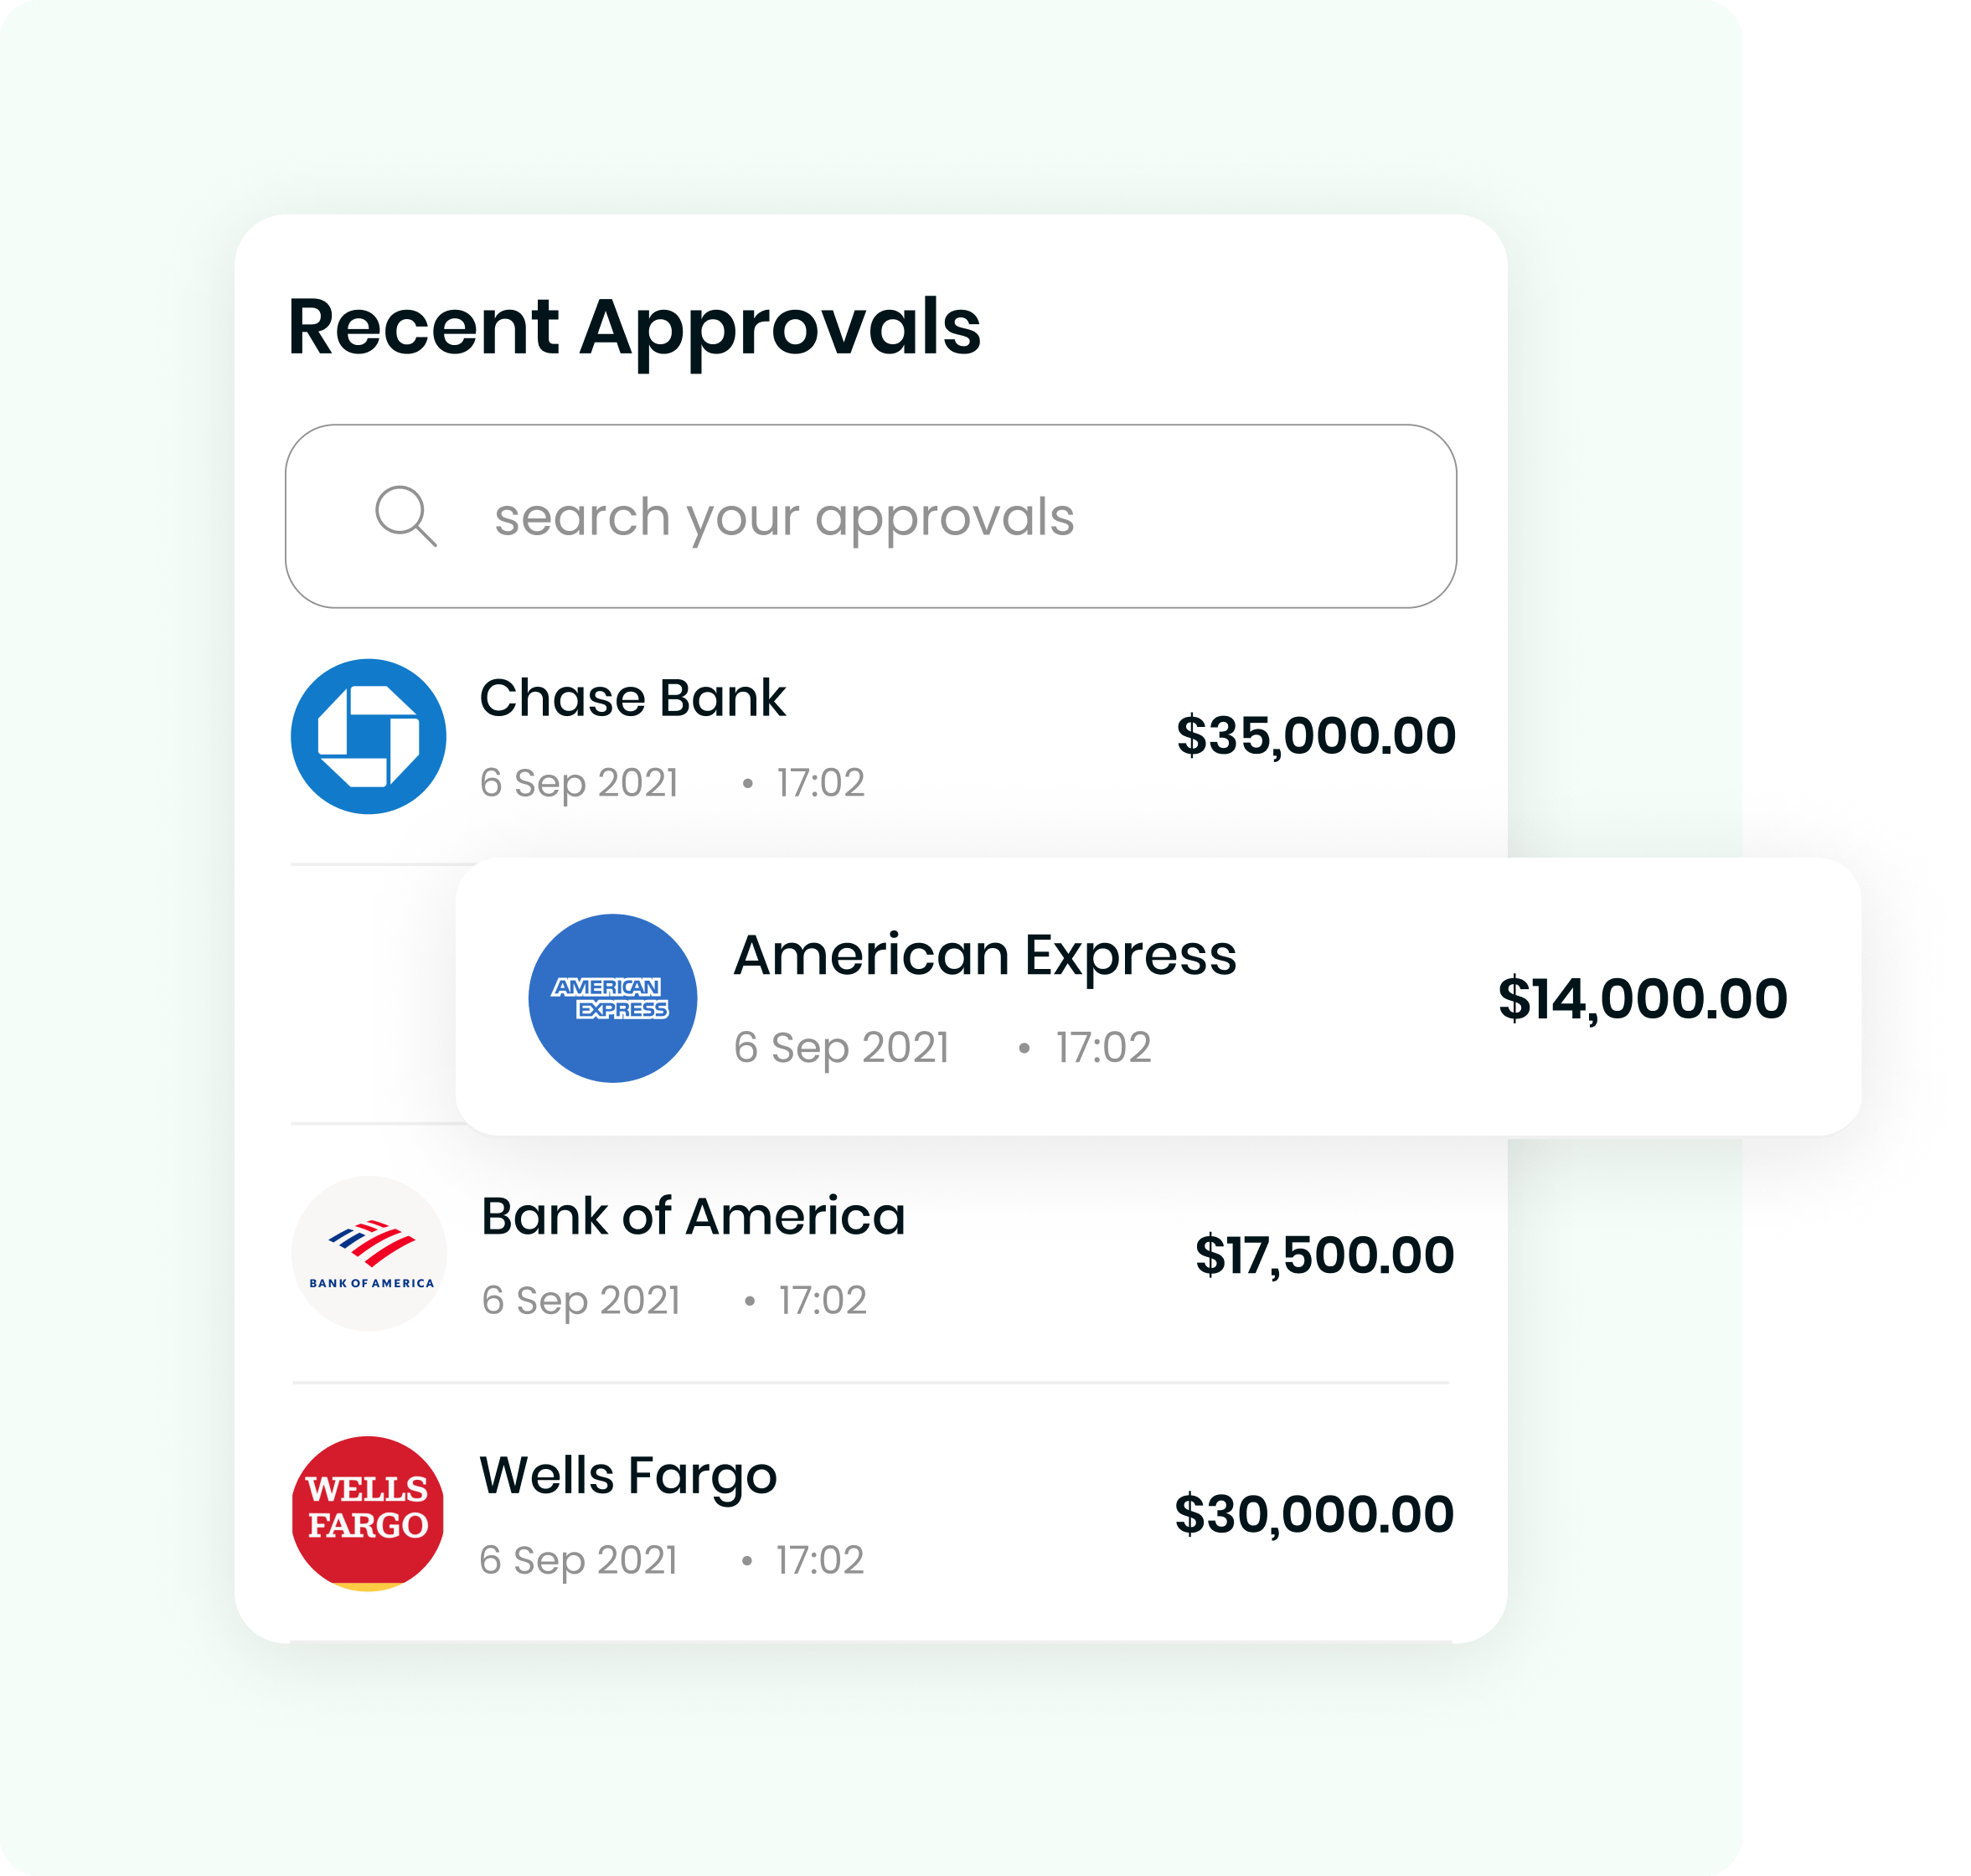 Recent Approvals
search your approvals
Chase Bank
$35,000.00
6 Sep 2021 • 17:02
AMERICAN
EXPRESS
American Express
$14,000.00
6 Sep 2021 • 17:02
BANK OF AMERICA
Bank of America
$17,500.00
6 Sep 2021 • 17:02
WELLS
FARGO
Wells Fargo
$30,000.00
6 Sep 2021 • 17:02